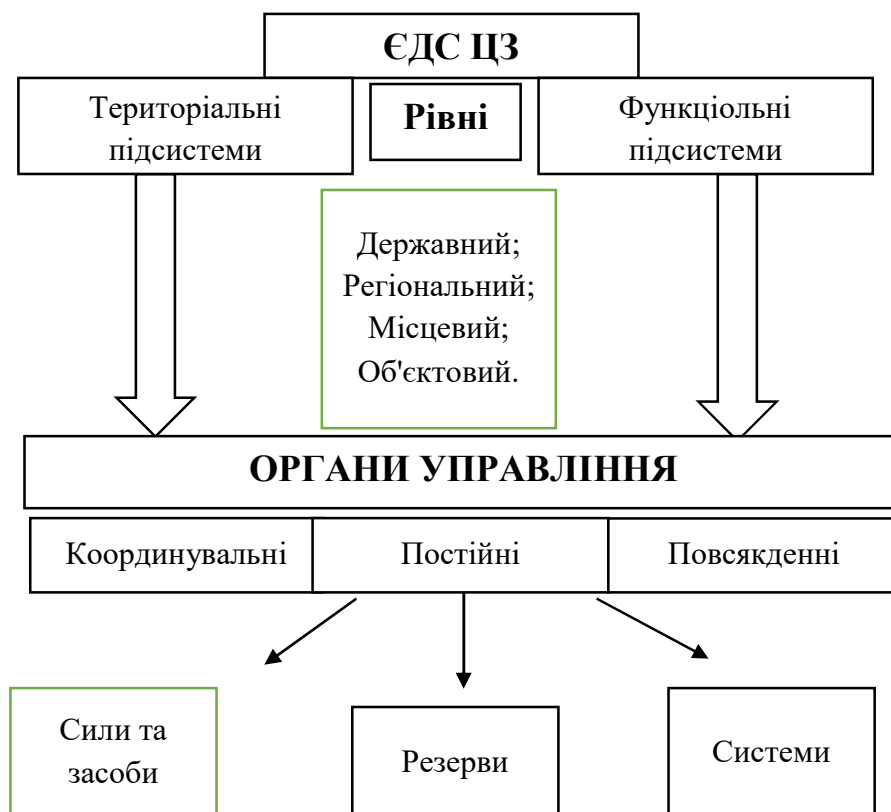 ЄДС ЦЗ
Територіальні
підсистеми
Рівні
Функціольні
підсистеми
Державний;
Регіональний;
Місцевий;
Об'єктовий.
ОРГАНИ УПРАВЛІННЯ
Координувальні
Постійні
Повсякденні
Сили та
засоби
Резерви
Системи